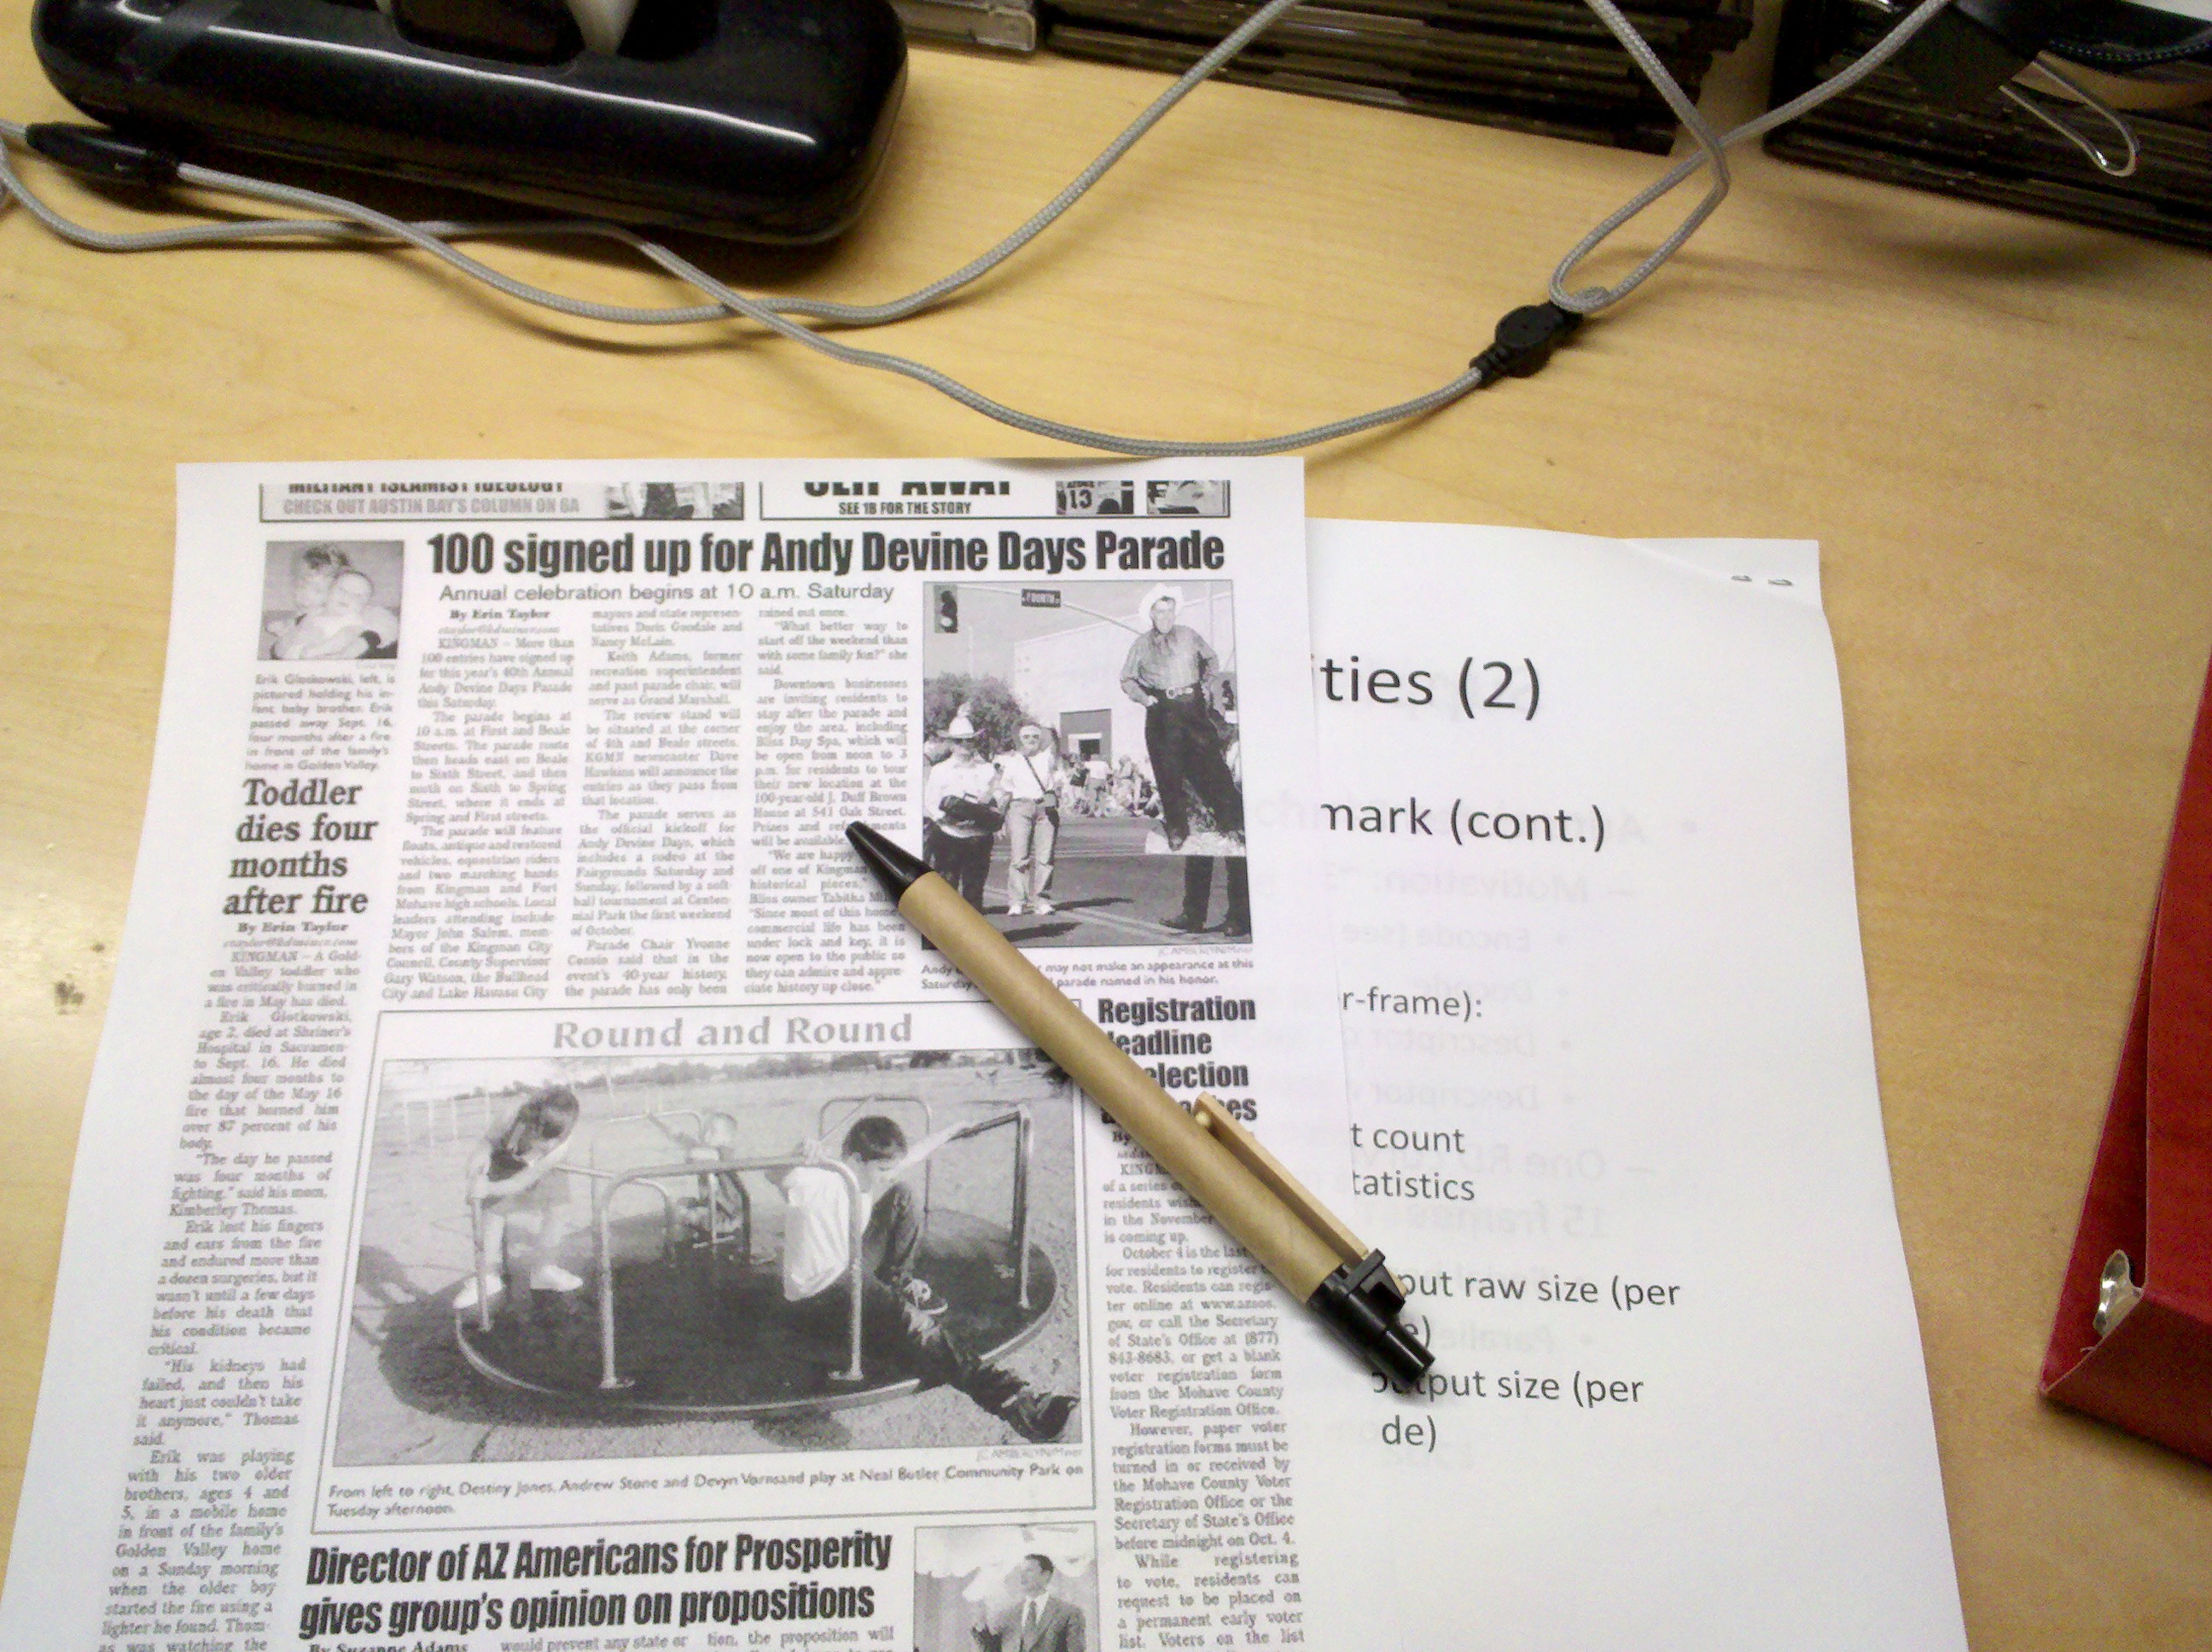 MILITANT ISLAMIST IDEOLOGY
CHECK OUT AUSTIN BAY'S COLUMN ON 6A
SEE 1B FOR THE STORY
13
100 signed up for Andy Devine Days Parade
Annual celebration begins at 10 a.m. Saturday
Erik Glotkowski, left, is
pictured holding his in-
fant baby brother. Erik
passed away Sept. 16,
four months after a fire
in front of the family's
home in Golden Valley.
Toddler
dies four
months
after fire
By Erin Taylor
KINGMAN – A Gold-
en Valley toddler who
was critically burned in
a fire in May has died.
Erik Glotkowski,
age 2, died at Shriner's
Hospital in Sacramen-
to Sept. 16. He died
almost four months to
the day of the May 16
fire that burned him
over 87 percent of his
body.
"The day he passed
was four months of
fighting," said his mom,
Kimberley Thomas.
Erik lost his fingers
and ears from the fire
and endured more than
a dozen surgeries, but it
wasn't until a few days
before his death that
his condition became
critical.
"His kidneys had
failed, and then his
heart just couldn't take
it anymore," Thomas
said.
Erik was playing
with his two older
brothers, ages 4 and
5, in a mobile home
in front of the family's
Golden Valley home
on a Sunday morning
when the older boy
started the fire using a
lighter he found. Thom-
as was watching the
By Erin Taylor
KINGMAN – More than
100 entries have signed up
for this year's 40th Annual
Andy Devine Days Parade
this Saturday.
The parade begins at
10 a.m. at First and Beale
Streets. The parade route
then heads east on Beale
to Sixth Street, and then
north on Sixth to Spring
Street, where it ends at
Spring and First streets.
The parade will feature
floats, antique and restored
vehicles, equestrian riders
and two marching bands
from Kingman and Fort
Mohave high schools. Local
leaders attending include
Mayor John Salem, mem-
bers of the Kingman City
Council, County Supervisor
Gary Watson, the Bullhead
City and Lake Havasu City
mayors and state represen-
tatives Doris Goodale and
Nancy McLain.
Keith Adams, former
recreation superintendent
and past parade chair, will
serve as Grand Marshall.
The review stand will
be situated at the corner
of 4th and Beale streets.
KGMN newscaster Dave
Hawkins will announce the
entries as they pass from
that location.
The parade serves as
the official kickoff for
Andy Devine Days, which
includes a rodeo at the
Fairgrounds Saturday and
Sunday, followed by a soft-
ball tournament at Centen-
nial Park the first weekend
of October.
Parade Chair Yvonne
Cossio said that in the
event's 40-year history,
the parade has only been
rained out once.
"What better way to
start off the weekend than
with some family fun?" she
said.
Downtown businesses
are inviting residents to
stay after the parade and
enjoy the area, including
Bliss Day Spa, which will
be open from noon to 3
p.m. for residents to tour
their new location at the
100-year-old J. Duff Brown
House at 541 Oak Street.
Prizes and
will be available.
"We are happy
off one of Kingman
historical pieces,"
Bliss owner Tabitha
"Since most of this home
commercial life has been
under lock and key, it is
now open to the public so
they can admire and appre-
ciate history up close."
FOURTH
JC AMBERLYN/Miner
Andy may not make an appearance at this
Saturday parade named in his honor.
Round and Round
JC AMBERLYN/Miner
From left to right, Destiny Jones, Andrew Stone and Devyn Varnsand play at Neal Butler Community Park on
Tuesday afternoon.
Registration
deadline
election
By
of a series
residents
in the November
is coming up.
October 4 is the last
for residents to register
vote. Residents can regis-
ter online at www.azsos.
gov, or call the Secretary
of State's Office at (877)
843-8683, or get a blank
voter registration form
from the Mohave County
Voter Registration Office.
However, paper voter
registration forms must be
turned in or received by
the Mohave County Voter
Registration Office or the
Secretary of State's Office
before midnight on Oct. 4.
While registering
to vote, residents can
request to be placed on
a permanent early voter
list. Voters on the list
Director of AZ Americans for Prosperity
gives group's opinion on propositions
By Suzanne Adams
would prevent any state or
tion, the proposition will
ties (2)
mark (cont.)
r-frame):
t count
tatistics
put raw size (per
e)
output size (per
de)